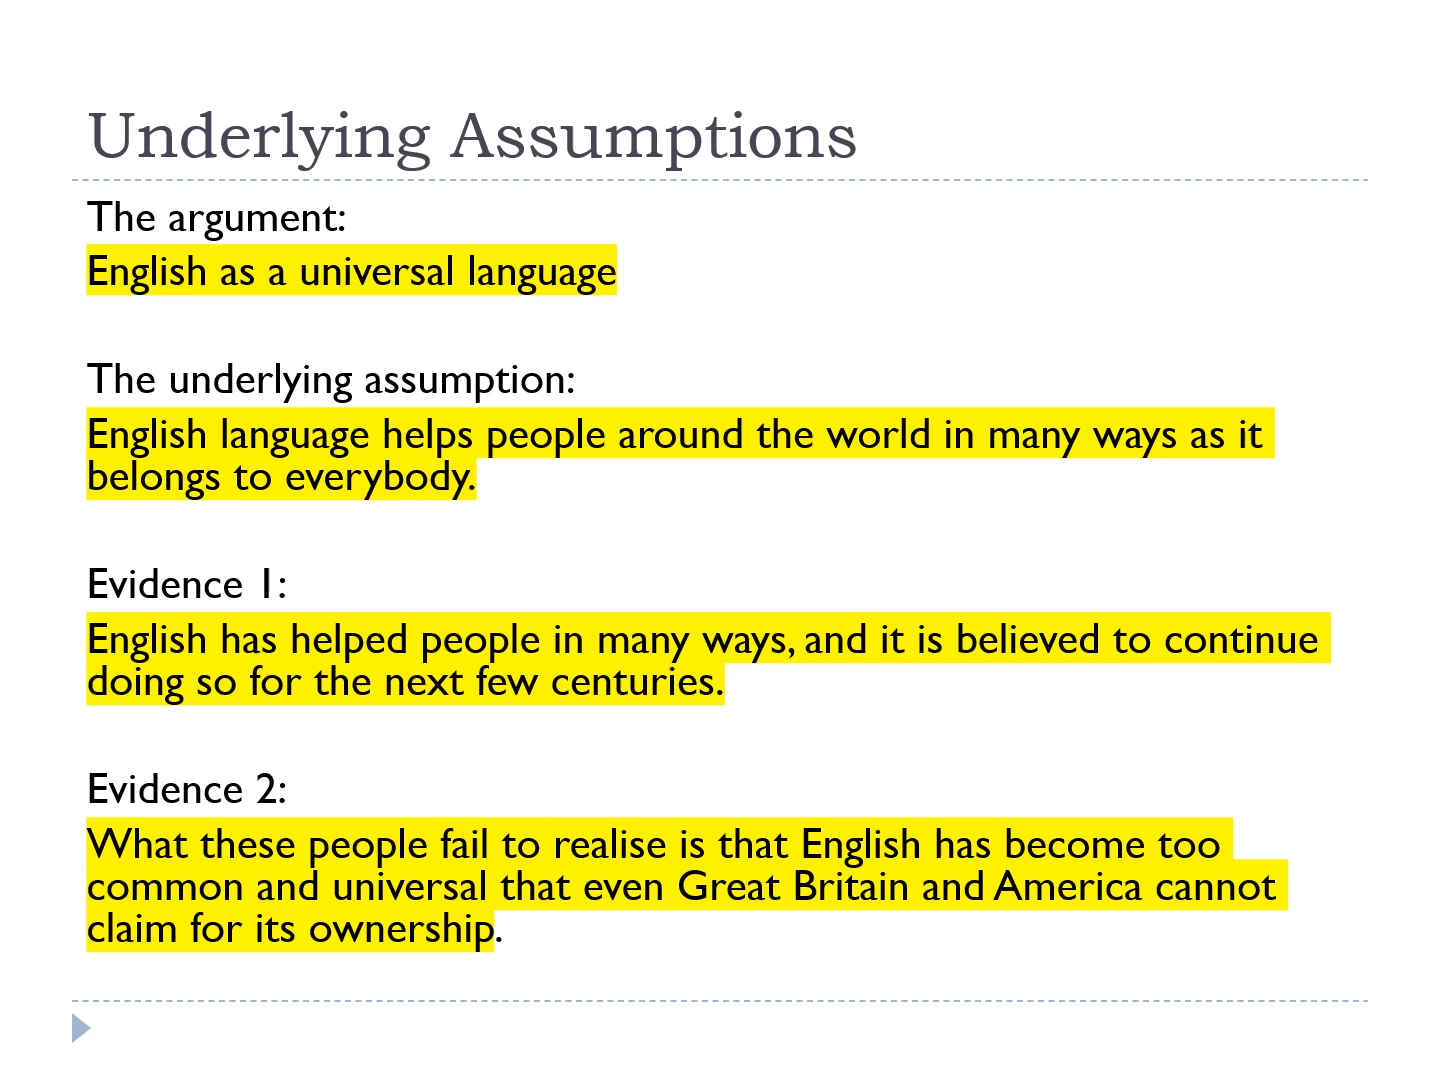 Underlying Assumptions
The argument:
English as a universal language
The underlying assumption:
English language helps people around the world in many ways as it
belongs to everybody.
Evidence 1:
English has helped people in many ways, and it is believed to continue
doing so for the next few centuries.
Evidence 2:
What these people fail to realise is that English has become too
common and universal that even Great Britain and America cannot
claim for its ownership.